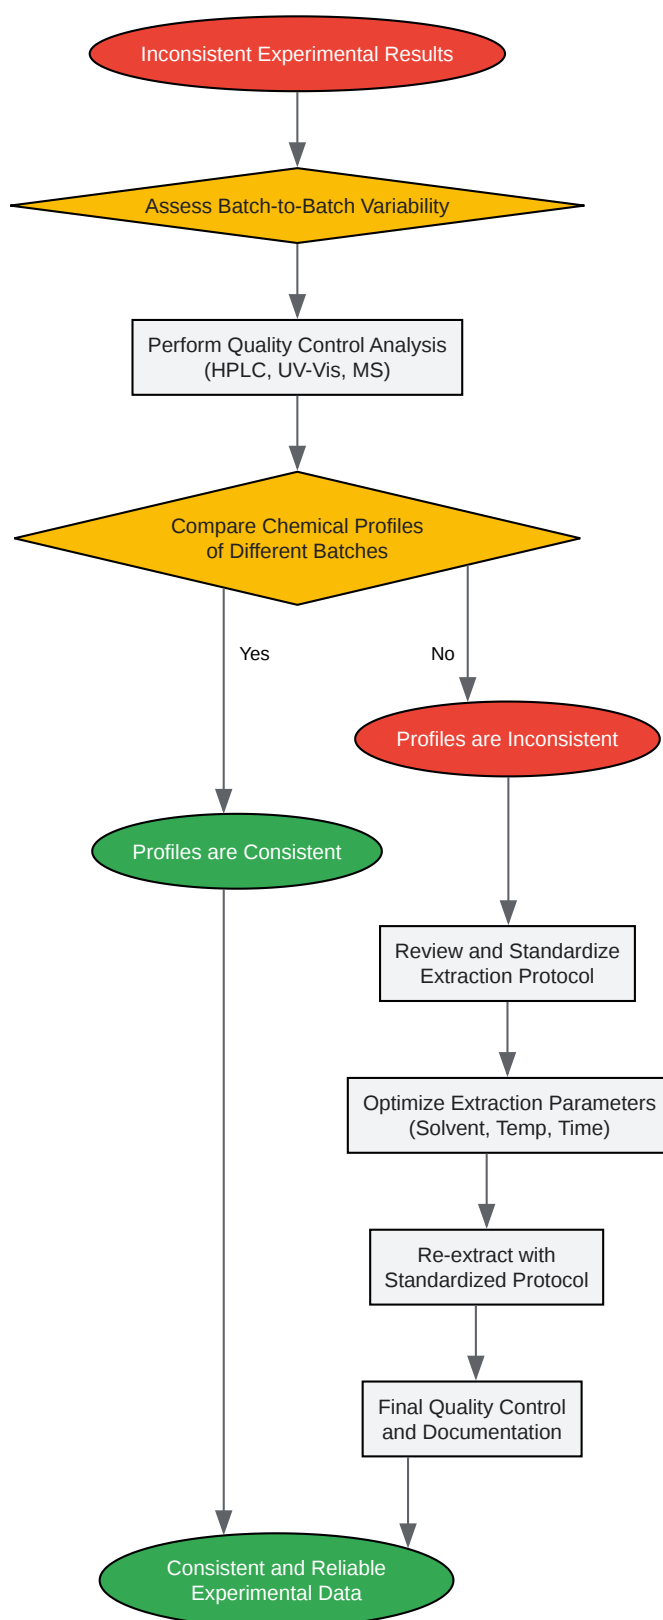 Inconsistent Experimental Results
Assess Batch-to-Batch Variability
Perform Quality Control Analysis
(HPLC, UV-Vis, MS)
Compare Chemical Profiles
of Different Batches
Yes
No
Profiles are Inconsistent
Profiles are Consistent
Review and Standardize
Extraction Protocol
Optimize Extraction Parameters
(Solvent, Temp, Time)
Re-extract with
Standardized Protocol
Final Quality Control
and Documentation
Consistent and Reliable
Experimental Data